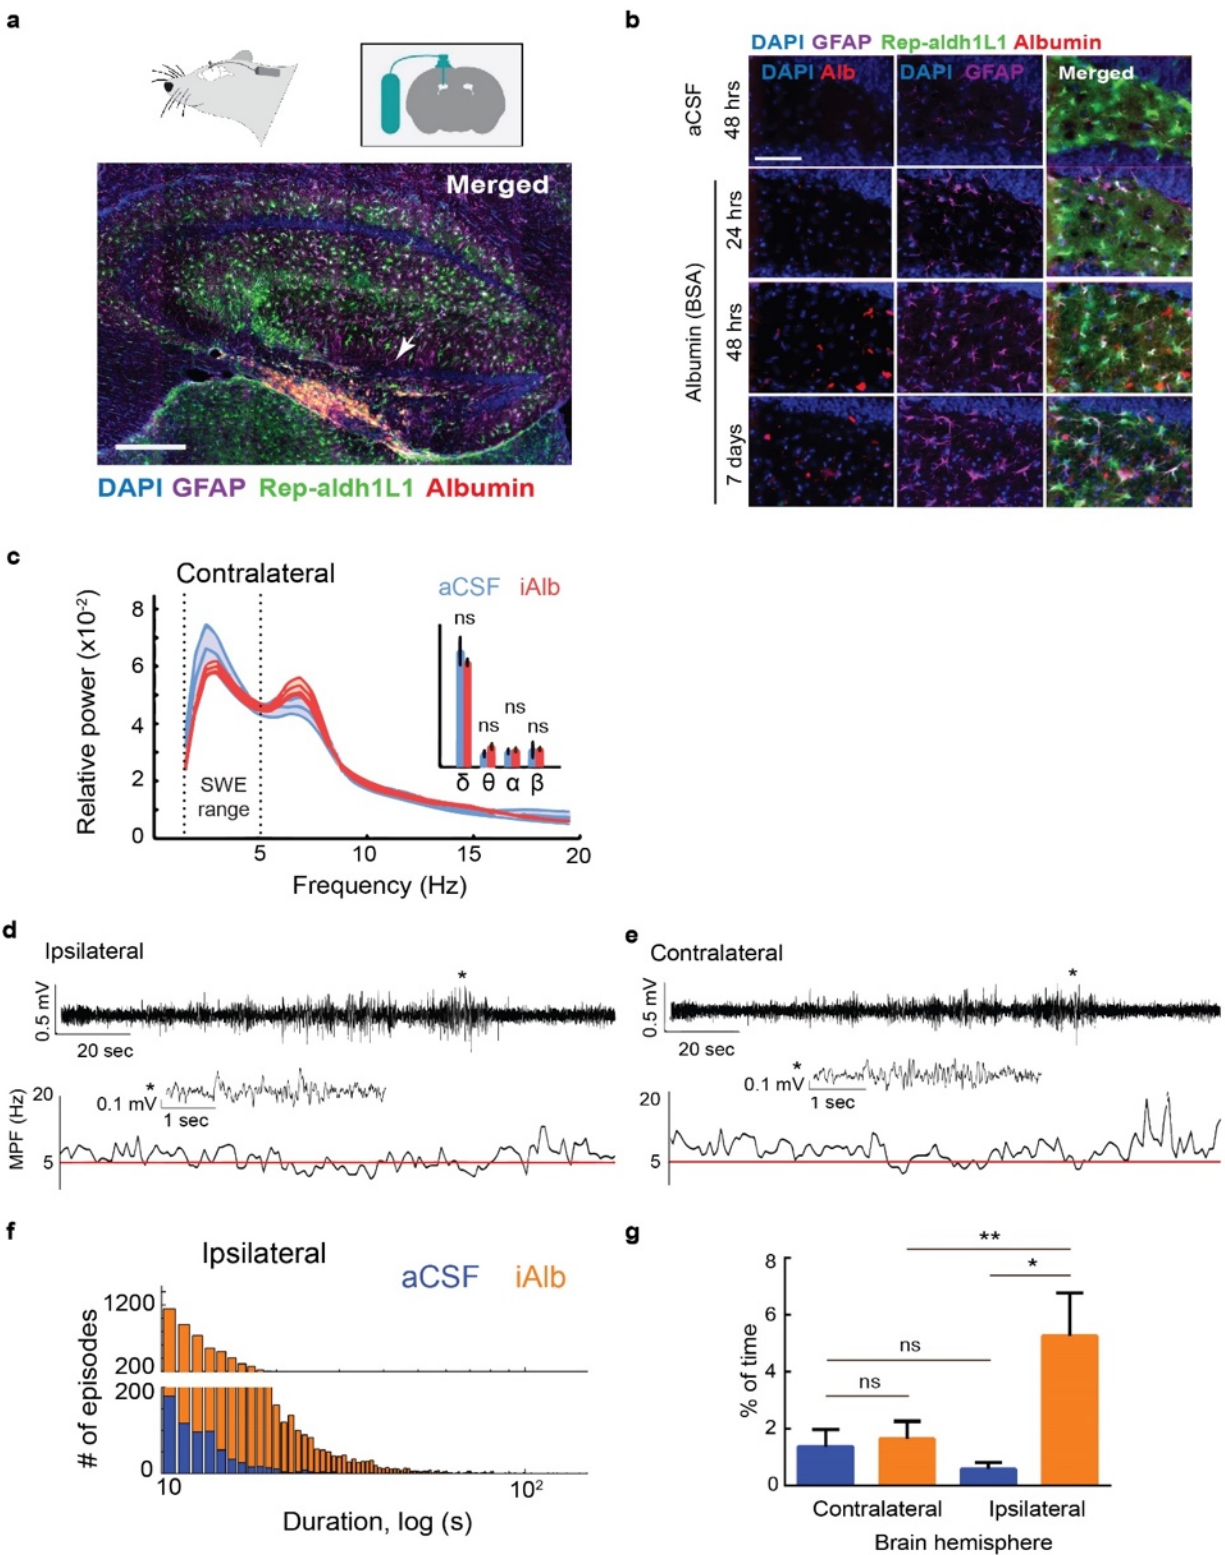 a
Merged
DAPI GFAP Rep-aldh1L1 Albumin
b
DAPI GFAP Rep-aldh1L1 Albumin
DAPI Alb
DAPI GFAP
Merged
aCSF
48 hrs
Albumin (BSA)
24 hrs
48 hrs
7 days
c
Contralateral
aCSF iAlb
Relative power (x10-2)
8
6
4
2
0
SWE
range
5
10
15
20
Frequency (Hz)
ns
ns
ns
ns
δ θ α β
d
Ipsilateral
*
0.5 mV
20 sec
*
0.1 mV
1 sec
MPF (Hz)
20
5
e
Contralateral
*
0.5 mV
20 sec
*
0.1 mV
1 sec
20
5
f
Ipsilateral
aCSF iAlb
# of episodes
1200
200
200
0
10
10²
Duration, log (s)
g
**
*
ns
ns
% of time
8
6
4
2
0
Contralateral
Ipsilateral
Brain hemisphere